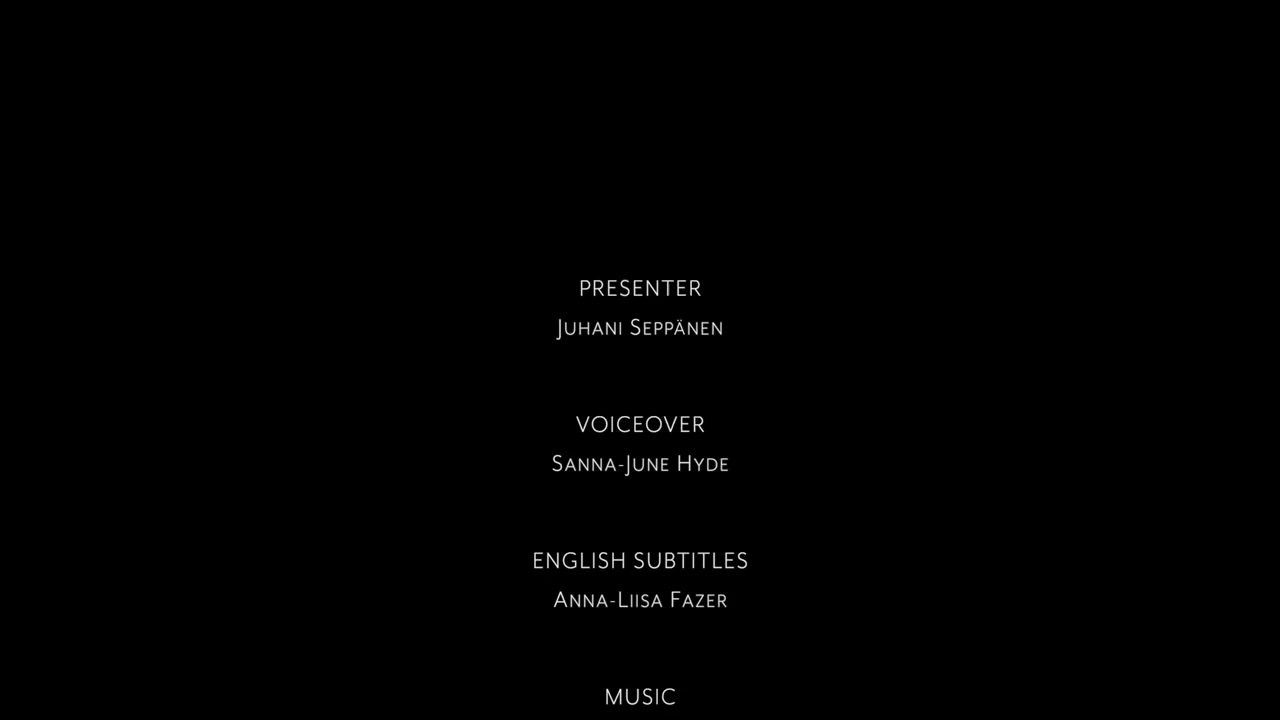 PRESENTER
Juhani Seppänen
VOICEOVER
Sanna-June Hyde
ENGLISH SUBTITLES
Anna-Liisa Fazer
MUSIC